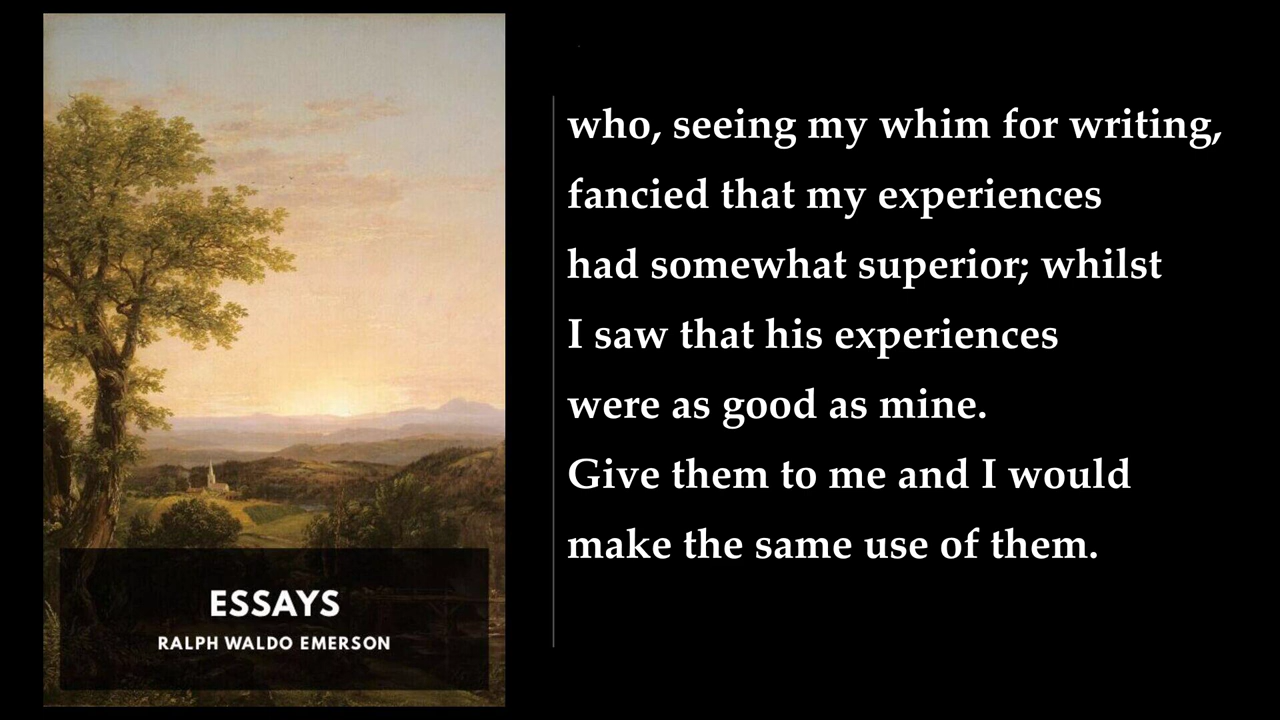 ESSAYS
RALPH WALDO EMERSON
who, seeing my whim for writing,
fancied that my experiences
had somewhat superior; whilst
I saw that his experiences
were as good as mine.
Give them to me and I would
make the same use of them.